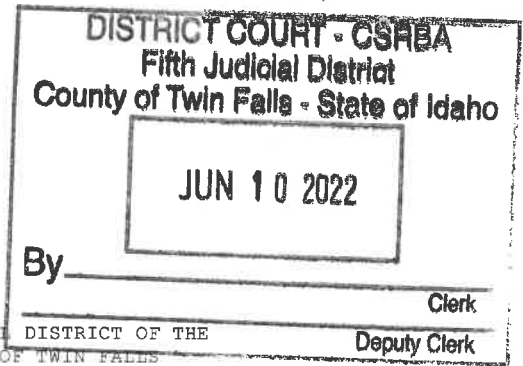 DISTRICT COURT - CSRBA
Fifth Judicial District
County of Twin Falls - State of Idaho
JUN 10 2022
By
Clerk
DISTRICT OF THE
Deputy Clerk
OF TWIN FALLS